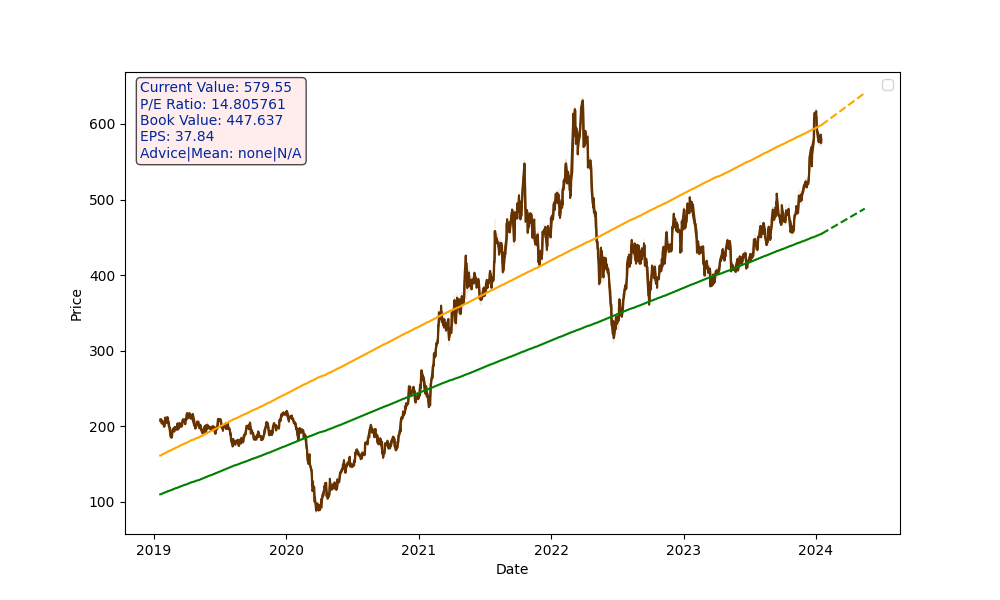 Current Value: 579.55
P/E Ratio: 14.805761
Book Value: 447.637
EPS: 37.84
Advice|Mean: none|N/A
600
500
400
300
200
100
Price
2019 2020 2021 2022 2023 2024
Date